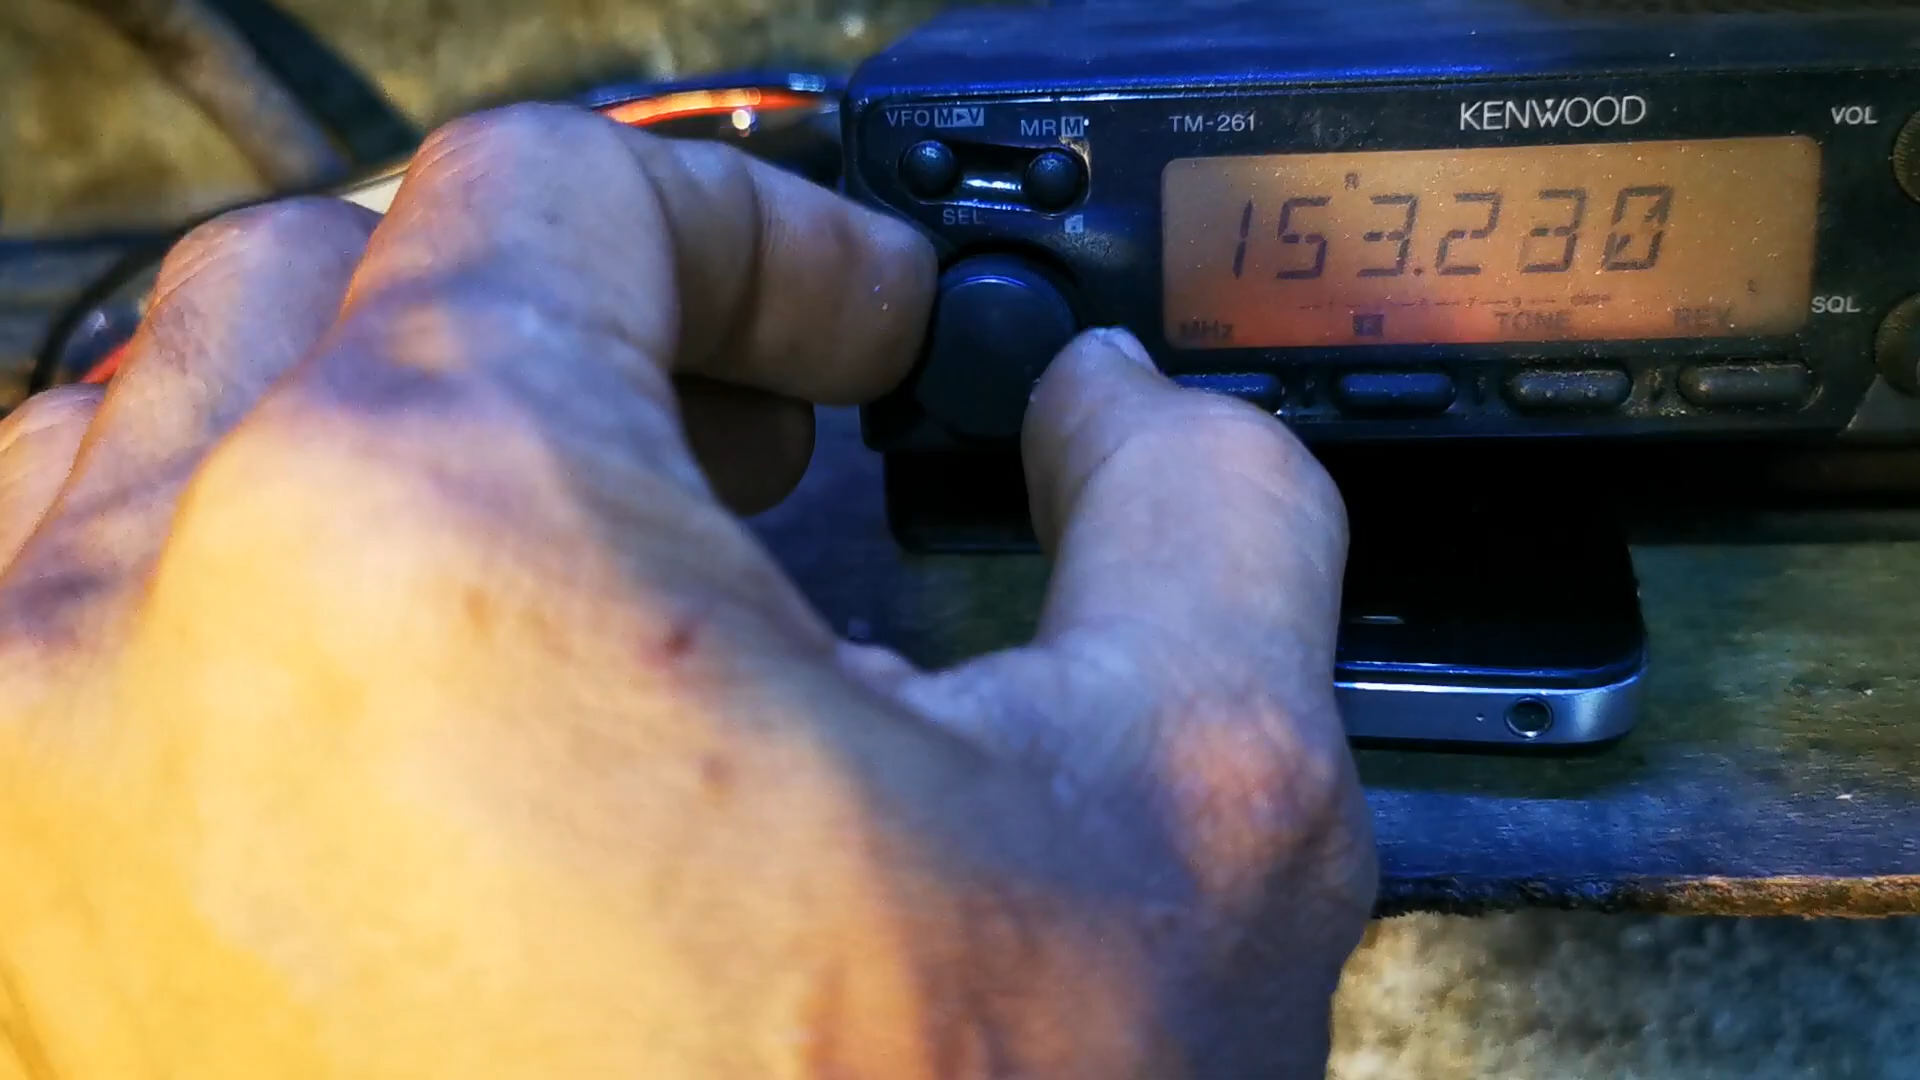 VFO M▸V
MR M
TM-261
KENWOOD
VOL
SEL
153.230
SQL
MHz
F
TONE
REV